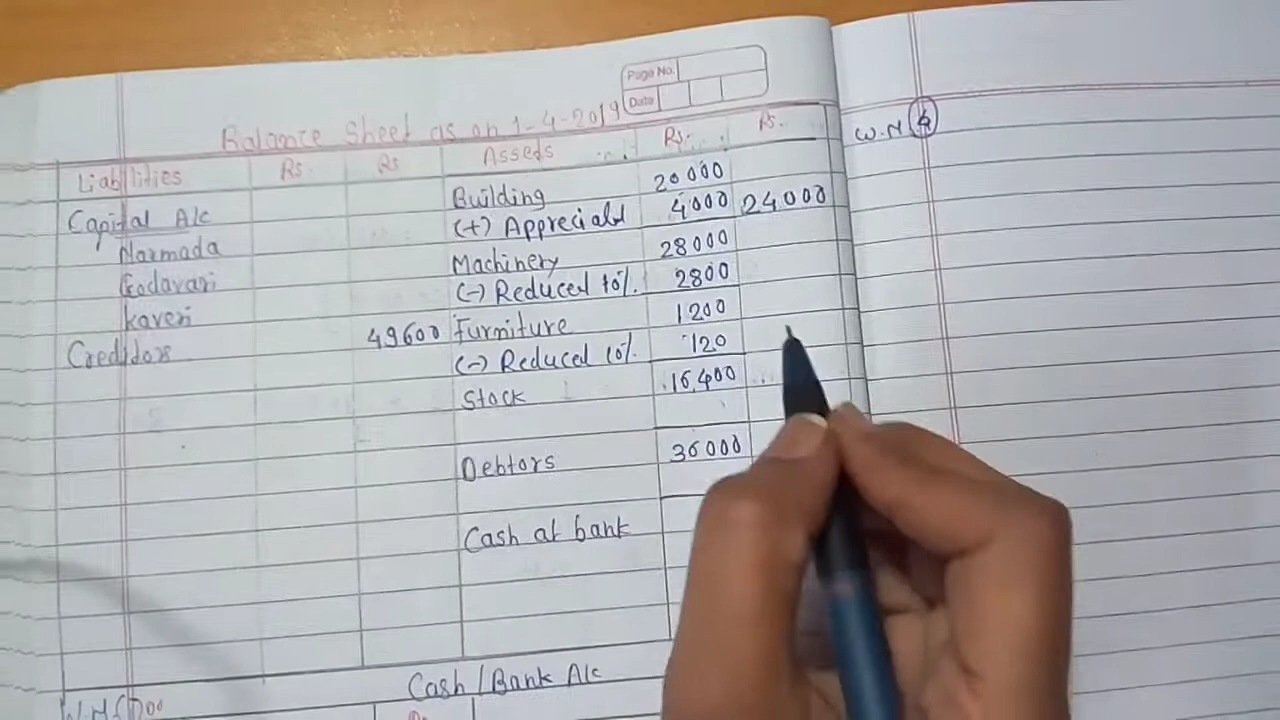 Page No.
Date
Balance Sheet as on 1-4-2019
Liabilities Rs. Rs Asseds Rs. Rs.
Building 20000
Capital A/c (+) Appreciated 4000 24000
Narmada Machinery 28000
Godavari (-) Reduced 10%. 2800
Kaveri Furniture 1200
Creditors 49600 (-) Reduced 10%. 120
Stock 16,400
Debtors 36000
Cash at bank
Cash / Bank A/c
W.N (4)